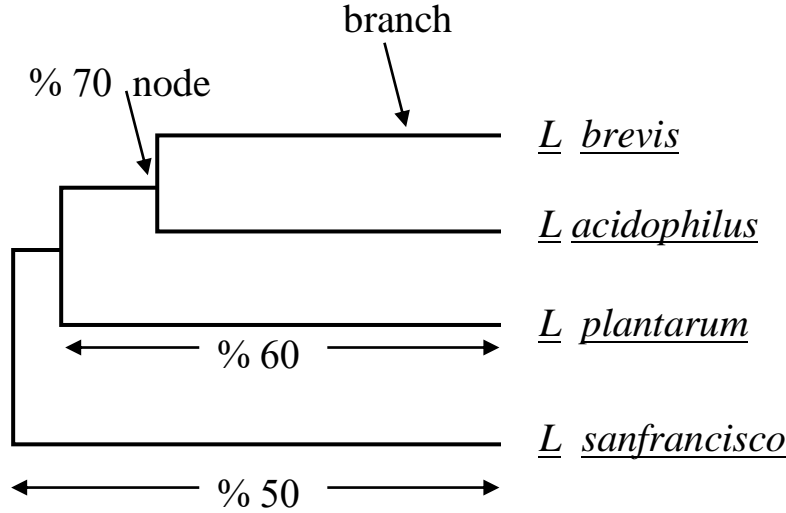 branch
% 70 node
L brevis
L acidophilus
L plantarum
% 60
L sanfrancisco
% 50